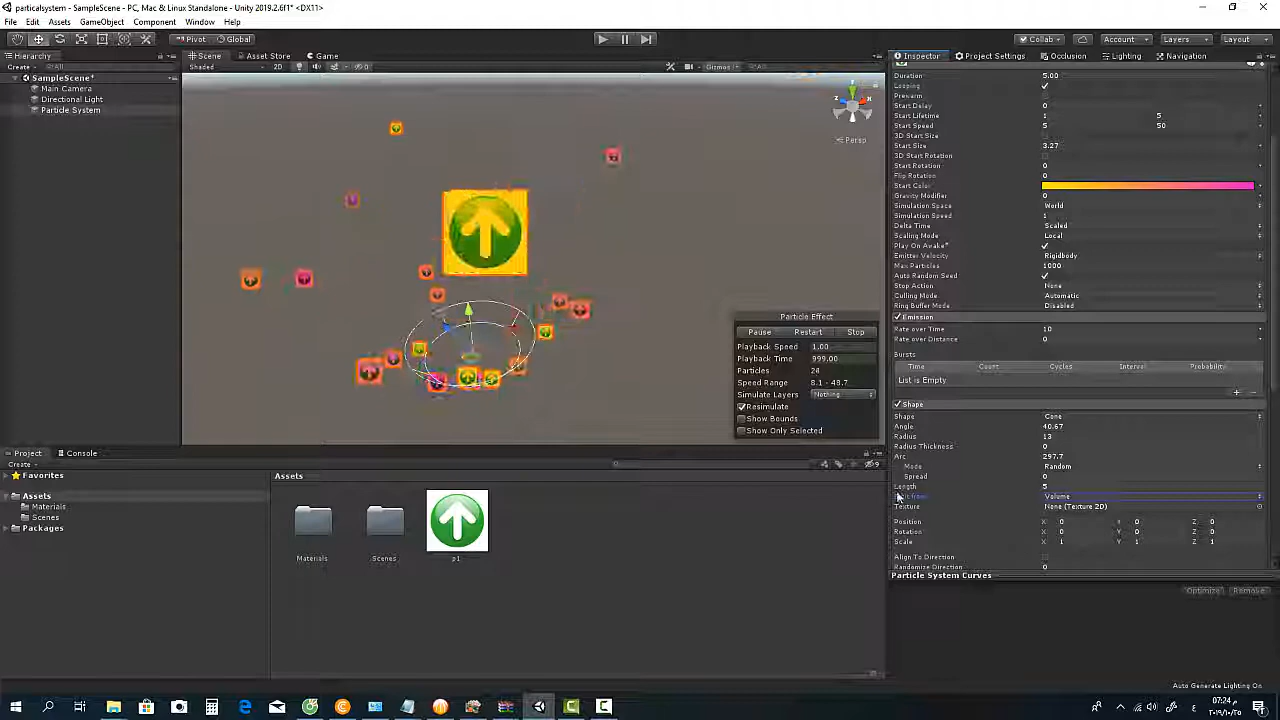 particalsystem - SampleScene - PC, Mac & Linux Standalone - Unity 2019.2.6f1* <DX11>
File Edit Assets GameObject Component Window Help
Pivot Global Collab Account Layers Layout
Hierarchy Scene Asset Store Game Inspector Project Settings Occlusion Lighting Navigation
Create All Shaded 2D Gizmos All
SampleScene*
Main Camera
Directional Light
Particle System
Persp
Duration 5.00
Looping
Prewarm
Start Delay 0
Start Lifetime 1 5
Start Speed 5 50
3D Start Size
Start Size 3.27
3D Start Rotation
Start Rotation 0
Flip Rotation 0
Start Color
Gravity Modifier 0
Simulation Space World
Simulation Speed 1
Delta Time Scaled
Scaling Mode Local
Play On Awake*
Emitter Velocity Rigidbody
Max Particles 1000
Auto Random Seed
Stop Action None
Culling Mode Automatic
Ring Buffer Mode Disabled
Emission
Rate over Time 10
Rate over Distance 0
Bursts
Time Count Cycles Interval Probability
List is Empty
Shape
Shape Cone
Angle 40.67
Radius 13
Radius Thickness 0
Arc 297.7
Mode Random
Spread 0
Length 5
Volume
Texture None (Texture 2D)
Position X 0 Y 0 Z 0
Rotation X 0 Y 0 Z 0
Scale X 1 Y 1 Z 1
Align To Direction
Randomize Direction 0
Particle System Curves
Optimize Remove
Particle Effect
Pause Restart Stop
Playback Speed 1.00
Playback Time 999.00
Particles 24
Speed Range 8.1 - 48.7
Simulate Layers Nothing
Resimulate
Show Bounds
Show Only Selected
Project Console
Create
Favorites
Assets
Materials
Scenes
Packages
Assets
Materials Scenes p1
Auto Generate Lighting On